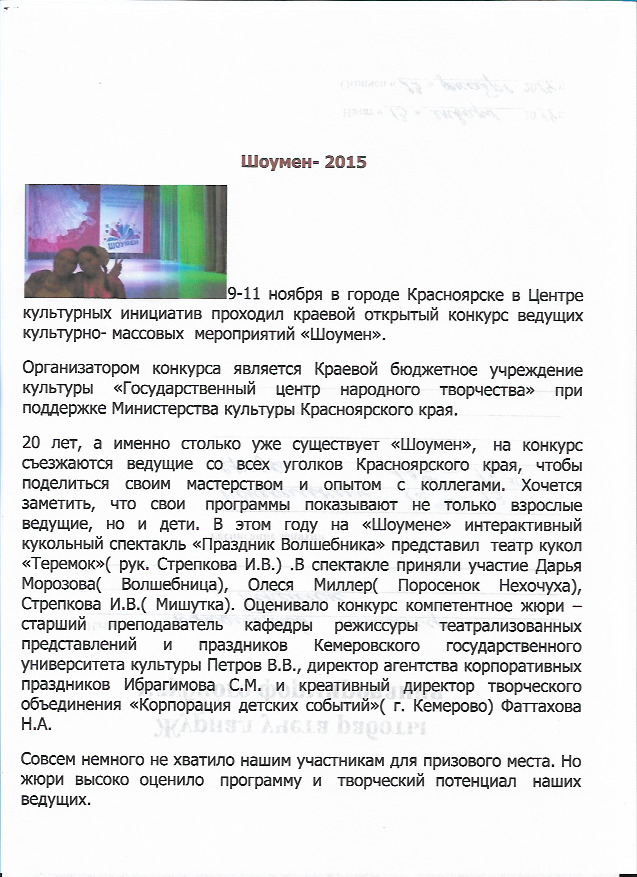 Шоумен- 2015
ШОУМЕН
9-11 ноября в городе Красноярске в Центре
культурных инициатив проходил краевой открытый конкурс ведущих
культурно- массовых мероприятий «Шоумен».
Организатором конкурса является Краевой бюджетное учреждение
культуры «Государственный центр народного творчества» при
поддержке Министерства культуры Красноярского края.
20 лет, а именно столько уже существует «Шоумен», на конкурс
съезжаются ведущие со всех уголков Красноярского края, чтобы
поделиться своим мастерством и опытом с коллегами. Хочется
заметить, что свои программы показывают не только взрослые
ведущие, но и дети. В этом году на «Шоумене» интерактивный
кукольный спектакль «Праздник Волшебника» представил театр кукол
«Теремок»( рук. Стрепкова И.В.) .В спектакле приняли участие Дарья
Морозова( Волшебница), Олеся Миллер( Поросенок Нехочуха),
Стрепкова И.В.( Мишутка). Оценивало конкурс компетентное жюри –
старший преподаватель кафедры режиссуры театрализованных
представлений и праздников Кемеровского государственного
университета культуры Петров В.В., директор агентства корпоративных
праздников Ибрагимова С.М. и креативный директор творческого
объединения «Корпорация детских событий»( г. Кемерово) Фаттахова
Н.А.
Журнал учета работы
Совсем немного не хватило нашим участникам для призового места. Но
жюри высоко оценило программу и творческий потенциал наших
ведущих.